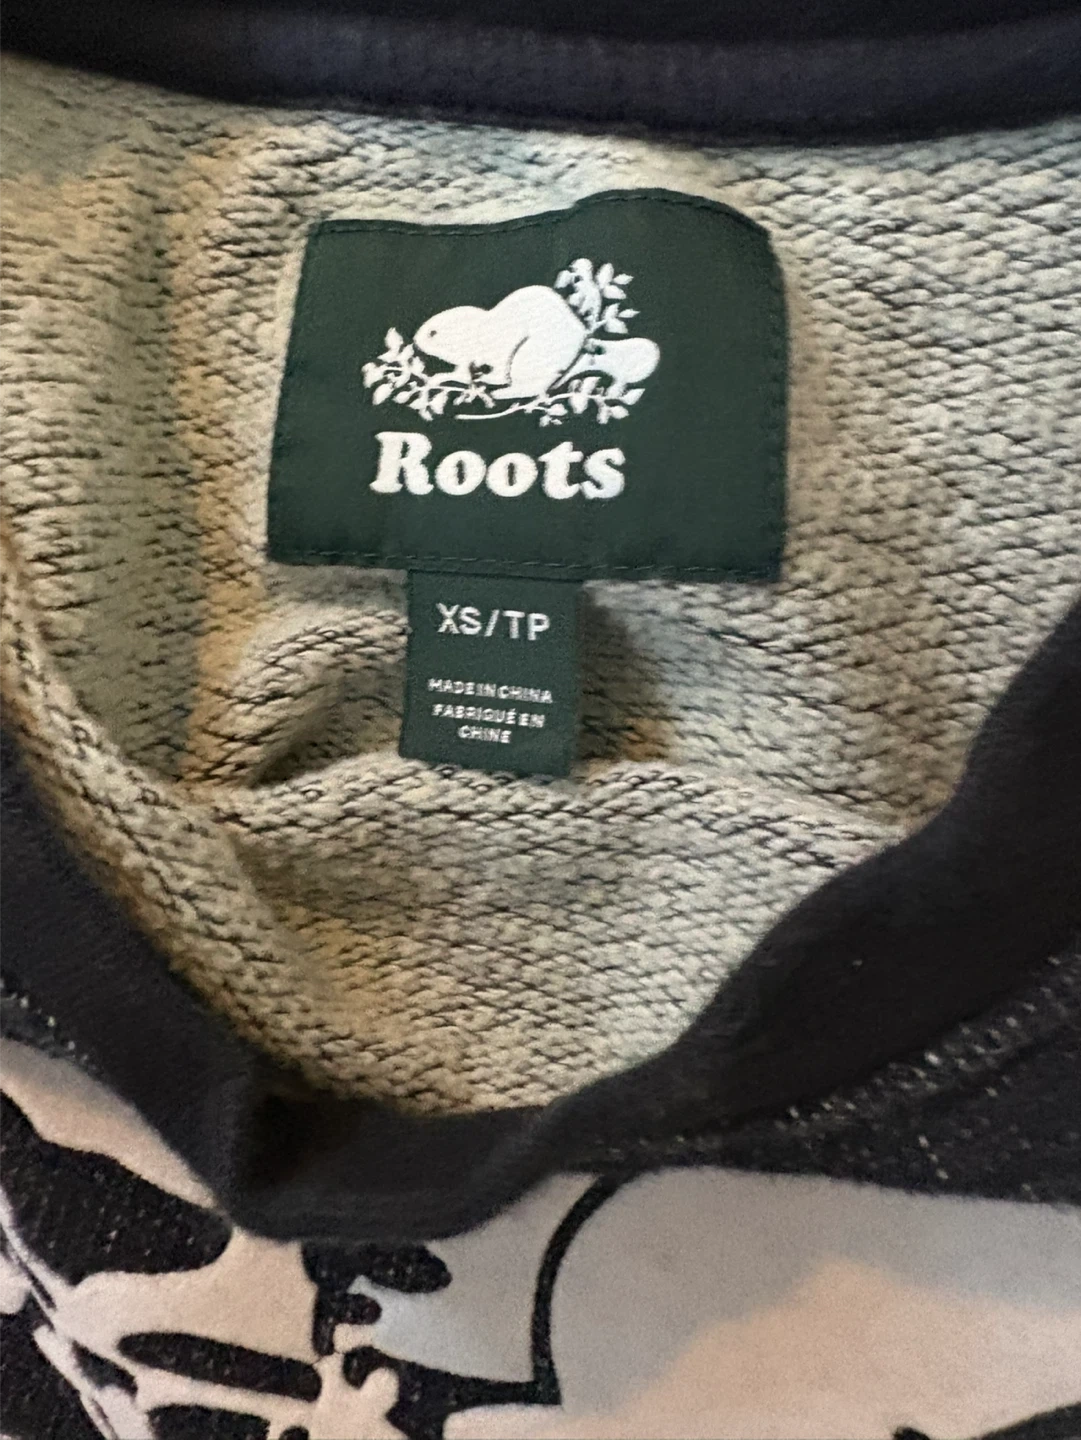 Roots
XS/TP
MADE IN CHINA
FABRIQUÉ EN
CHINE